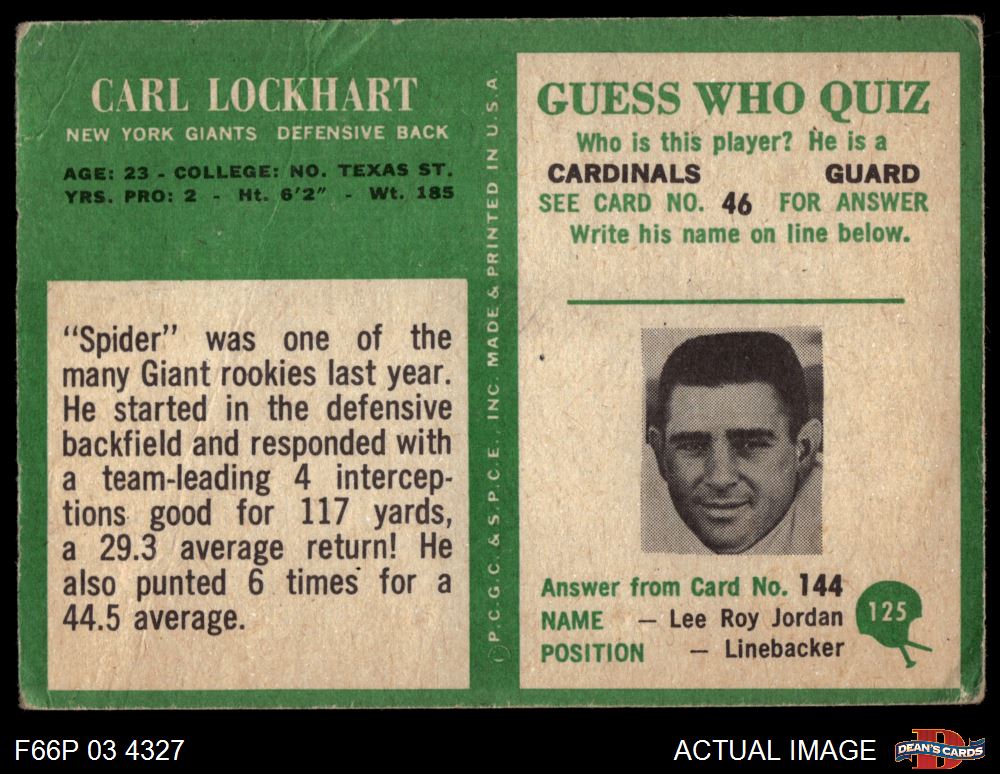 CARL LOCKHART
NEW YORK GIANTS DEFENSIVE BACK
AGE: 23 - COLLEGE: NO. TEXAS ST.
YRS. PRO: 2 - Ht. 6'2" - Wt. 185
"Spider" was one of the
many Giant rookies last year.
He started in the defensive
backfield and responded with
a team-leading 4 intercep-
tions good for 117 yards,
a 29.3 average return! He
also punted 6 times for a
44.5 average.
© P.C.G.C. & S.P.C.E., INC. MADE & PRINTED IN U.S.A.
GUESS WHO QUIZ
Who is this player? He is a
CARDINALS GUARD
SEE CARD NO. 46 FOR ANSWER
Write his name on line below.
Answer from Card No. 144
NAME — Lee Roy Jordan
POSITION — Linebacker
125
F66P 03 4327
ACTUAL IMAGE
D
DEAN'S CARDS